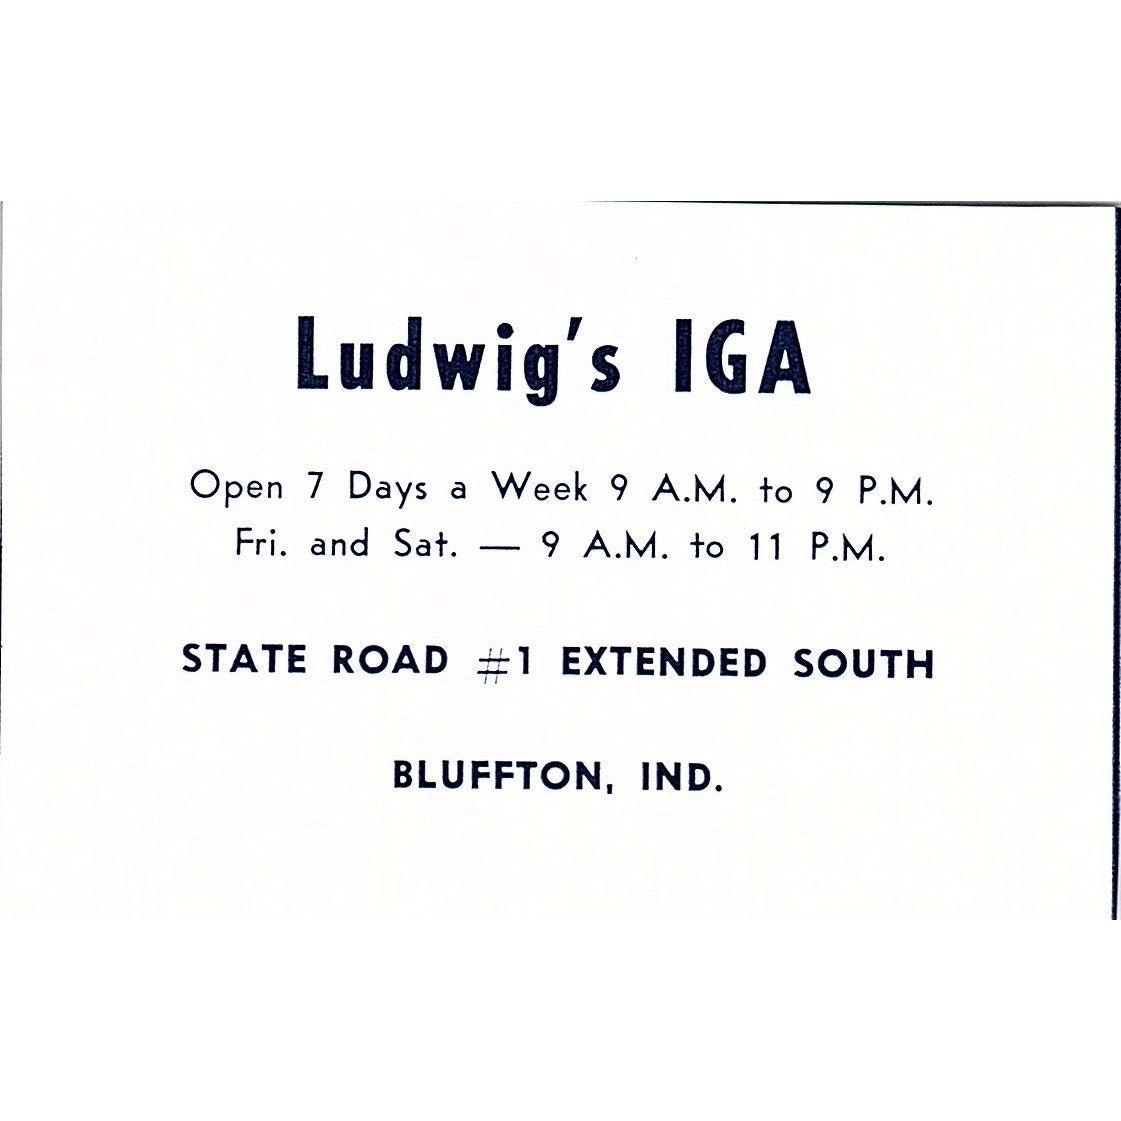 Ludwig's IGA
Open 7 Days a Week 9 A.M. to 9 P.M.
Fri. and Sat. — 9 A.M. to 11 P.M.
STATE ROAD #1 EXTENDED SOUTH
BLUFFTON, IND.